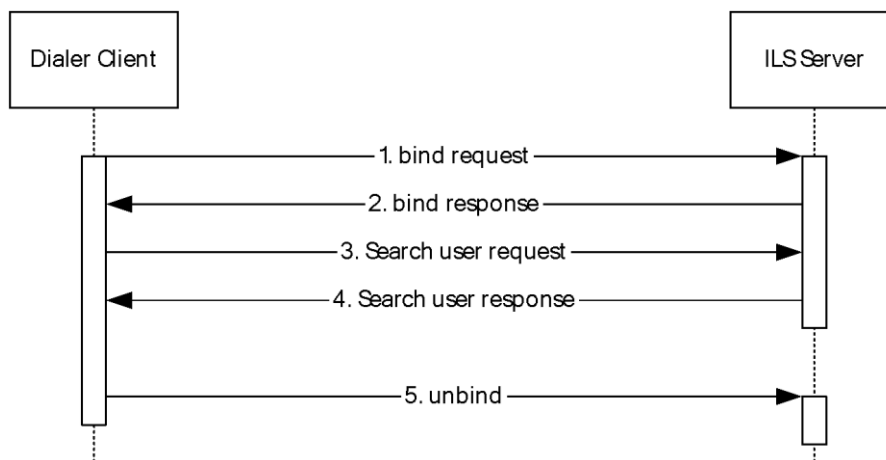 Dialer Client
ILS Server
1. bind request
2. bind response
3. Search user request
4. Search user response
5. unbind